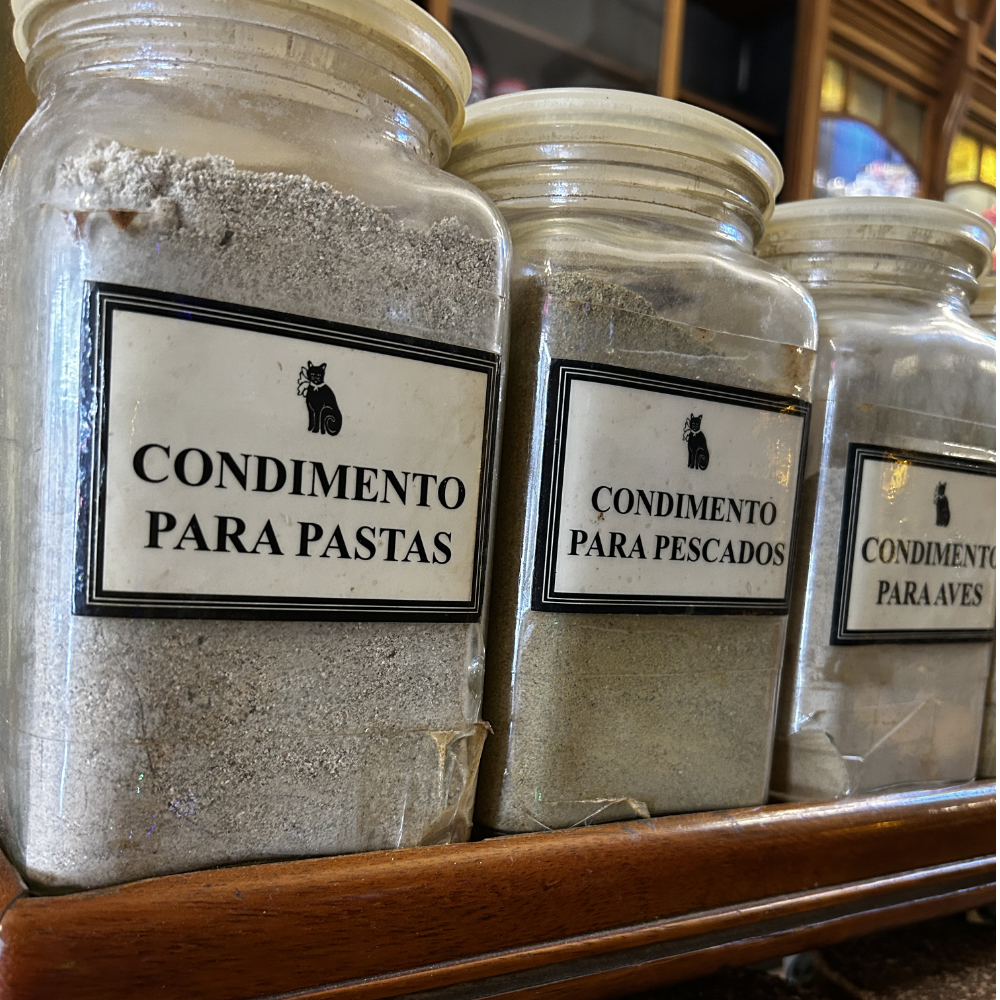 CONDIMENTO
PARA PASTAS
CONDIMENTO
PARA PESCADOS
CONDIMENTO
PARA AVES